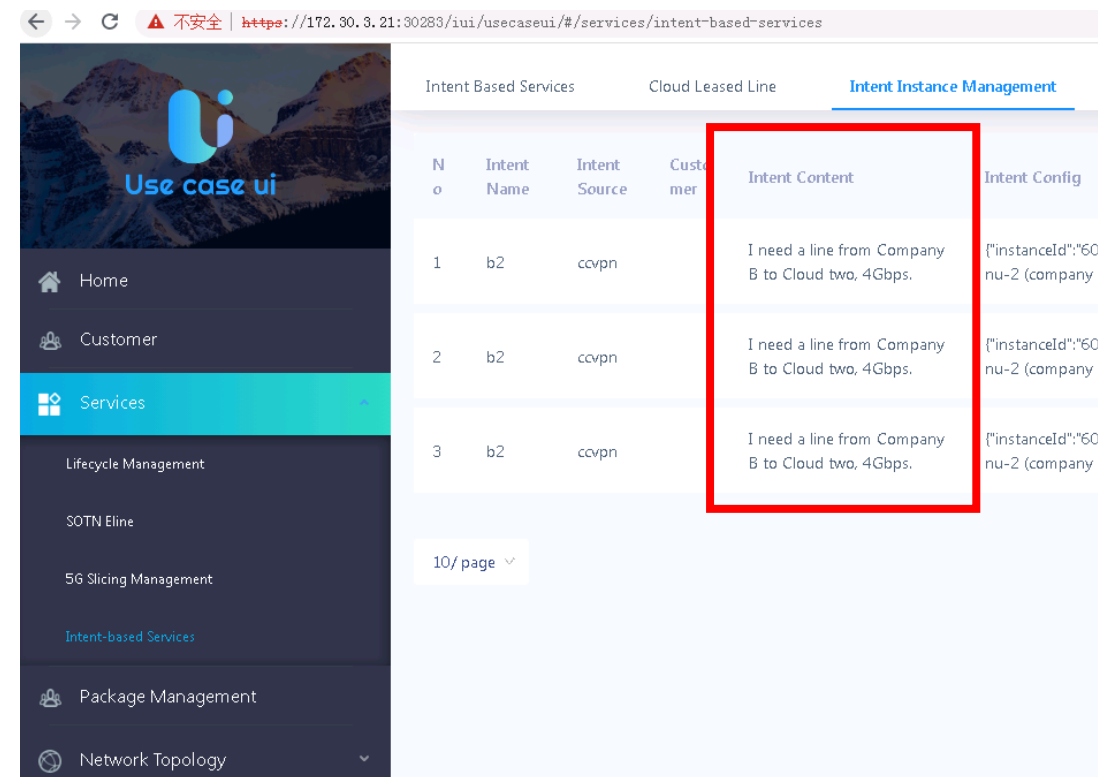 不安全 | https://172.30.3.21:30283/iui/usecaseui/#/services/intent-based-services
Use case ui
Home
Customer
Services
Lifecycle Management
SOTN Eline
5G Slicing Management
Intent-based Services
Package Management
Network Topology
Intent Based Services Cloud Leased Line Intent Instance Management
N Intent Intent Custo Intent Content Intent Config
o Name Source mer
1 b2 ccvpn I need a line from Company {"instanceId":"60
B to Cloud two, 4Gbps. nu-2 (company
2 b2 ccvpn I need a line from Company {"instanceId":"60
B to Cloud two, 4Gbps. nu-2 (company
3 b2 ccvpn I need a line from Company {"instanceId":"60
B to Cloud two, 4Gbps. nu-2 (company
10/ page